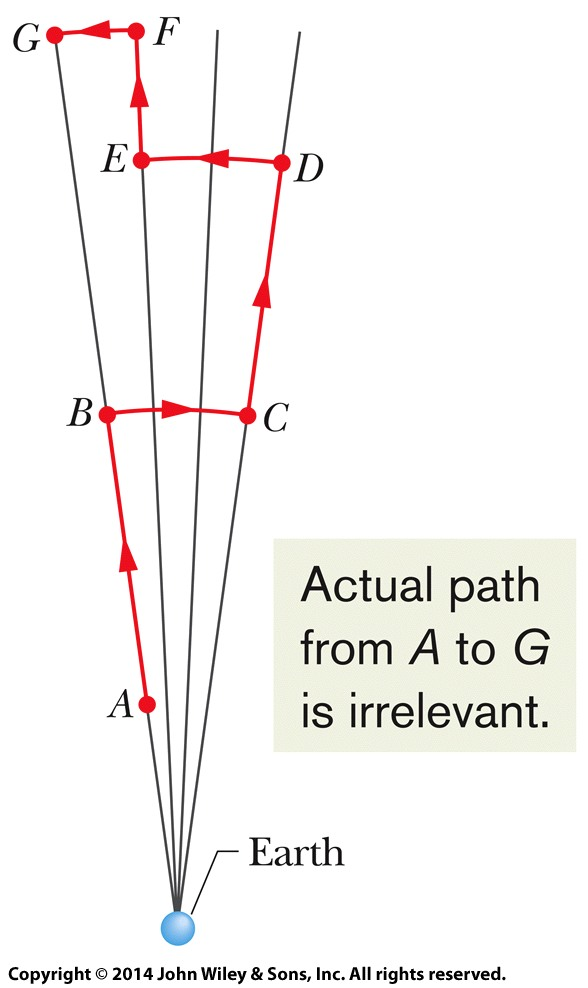 G
F
E
D
B
C
Actual path
from A to G
is irrelevant.
A
Earth
Copyright © 2014 John Wiley & Sons, Inc. All rights reserved.